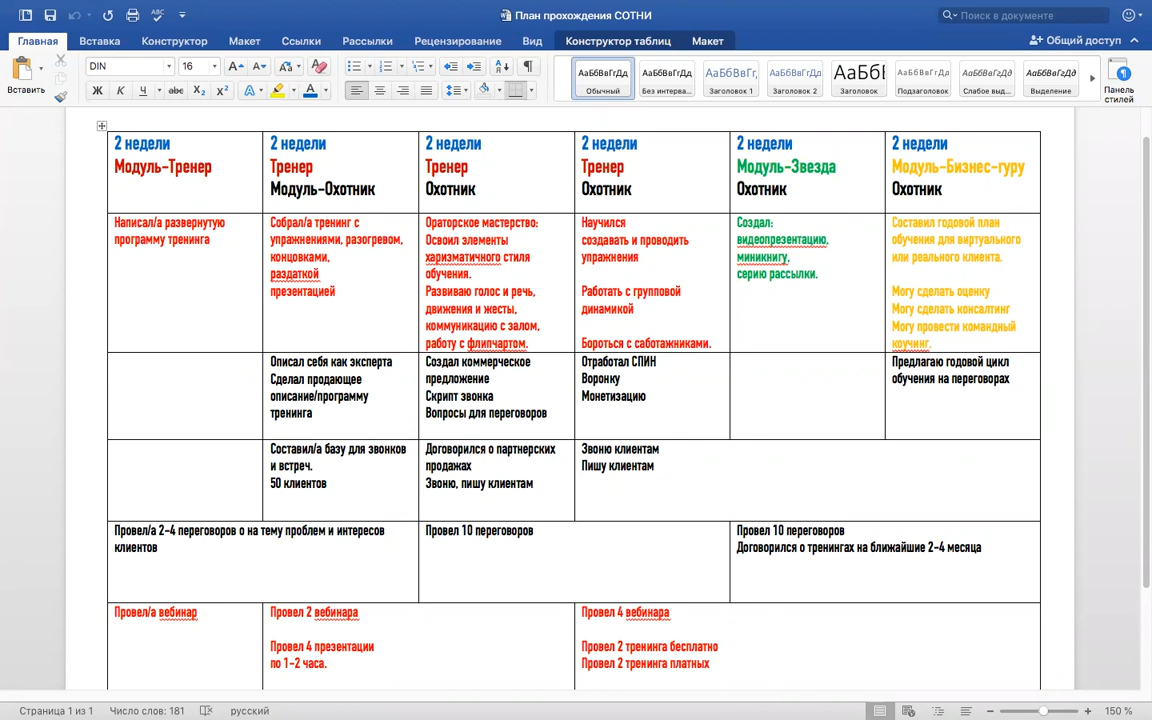 План прохождения СОТНИ
Поиск в документе
Главная Вставка Конструктор Макет Ссылки Рассылки Рецензирование Вид Конструктор таблиц Макет Общий доступ
Вставить
DIN 16
Ж К Ч abc X₂ X²
АаБбВвГгДд АаБбВвГгДд АаБбВвГг, АаБбВвГгДд АаБбІ АаБбВвГгДд АаБбВвГгДд АаБбВвГгДд
Обычный Без интерва... Заголовок 1 Заголовок 2 Заголовок Подзаголовок Слабое выд... Выделение
Панель
стилей
2 недели
Модуль-Тренер
2 недели
Тренер
Модуль-Охотник
2 недели
Тренер
Охотник
2 недели
Тренер
Охотник
2 недели
Модуль-Звезда
Охотник
2 недели
Модуль-Бизнес-гуру
Охотник
Написал/а развернутую
программу тренинга
Собрал/а тренинг с
упражнениями, разогревом,
концовками,
раздаткой
презентацией
Ораторское мастерство:
Освоил элементы
харизматичного стиля
обучения.
Развиваю голос и речь,
движения и жесты,
коммуникацию с залом,
работу с флипчартом.
Научился
создавать и проводить
упражнения
Работать с групповой
динамикой
Бороться с саботажниками.
Создал:
видеопрезентацию,
миникнигу,
серию рассылки.
Составил годовой план
обучения для виртуального
или реального клиента.
Могу сделать оценку
Могу сделать консалтинг
Могу провести командный
коучинг.
Описал себя как эксперта
Сделал продающее
описание/программу
тренинга
Создал коммерческое
предложение
Скрипт звонка
Вопросы для переговоров
Отработал СПИН
Воронку
Монетизацию
Предлагаю годовой цикл
обучения на переговорах
Составил/а базу для звонков
и встреч.
50 клиентов
Договорился о партнерских
продажах
Звоню, пишу клиентам
Звоню клиентам
Пишу клиентам
Провел/а 2-4 переговоров о на тему проблем и интересов
клиентов
Провел 10 переговоров
Провел 10 переговоров
Договорился о тренингах на ближайшие 2-4 месяца
Провел/а вебинар
Провел 2 вебинара
Провел 4 презентации
по 1-2 часа.
Провел 4 вебинара
Провел 2 тренинга бесплатно
Провел 2 тренинга платных
Страница 1 из 1 Число слов: 181 русский 150 %